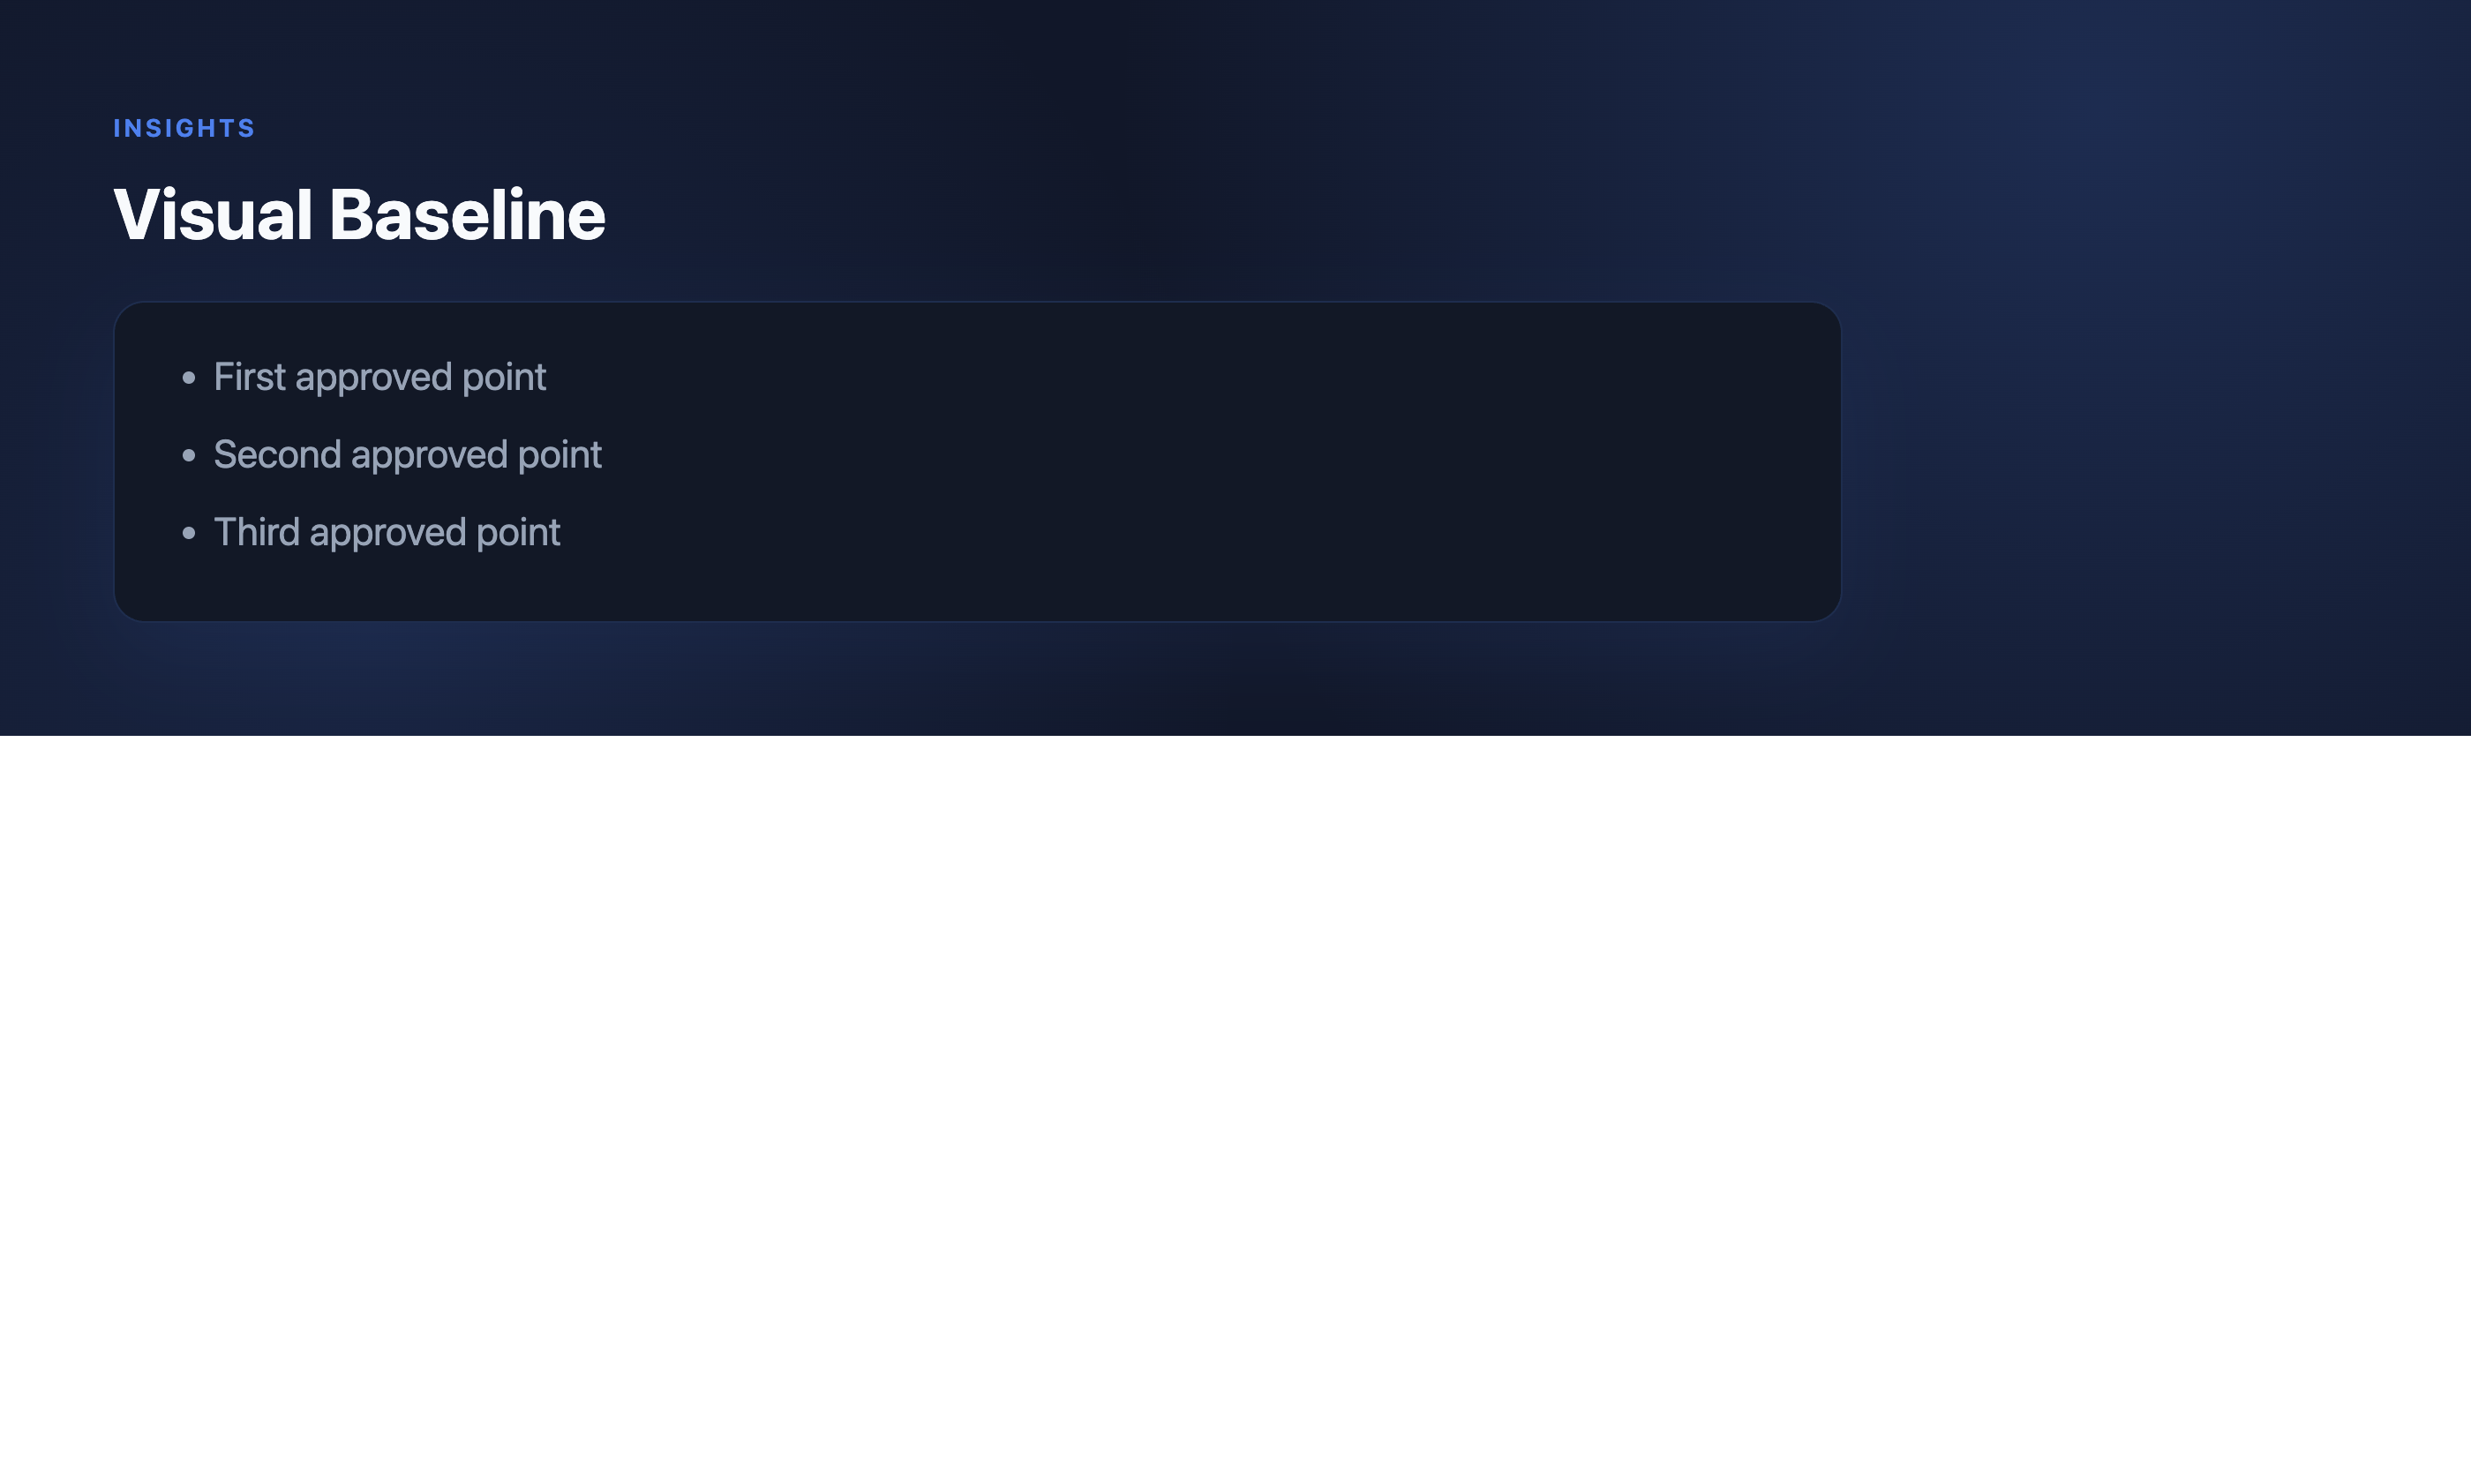 INSIGHTS
Visual Baseline
• First approved point
• Second approved point
• Third approved point